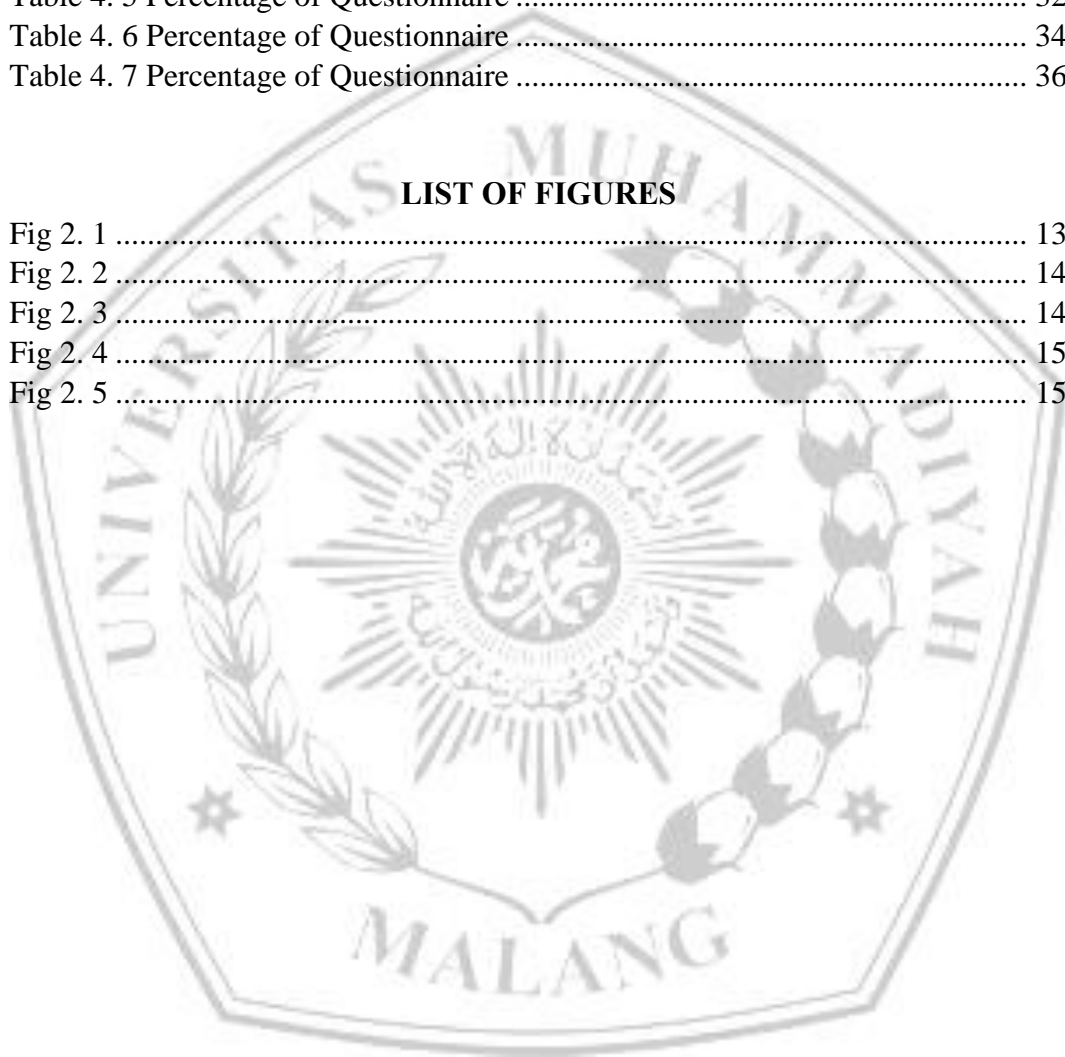 Table 4. 6 Percentage of Questionnaire ................................................................ 34
Table 4. 7 Percentage of Questionnaire ................................................................ 36
LIST OF FIGURES
Fig 2. 1 .................................................................................................................. 13
Fig 2. 2 .................................................................................................................. 14
Fig 2. 3 .................................................................................................................. 14
Fig 2. 4 .................................................................................................................. 15
Fig 2. 5 .................................................................................................................. 15
UNIVERSITAS MUHAMMADIYAH
MALANG